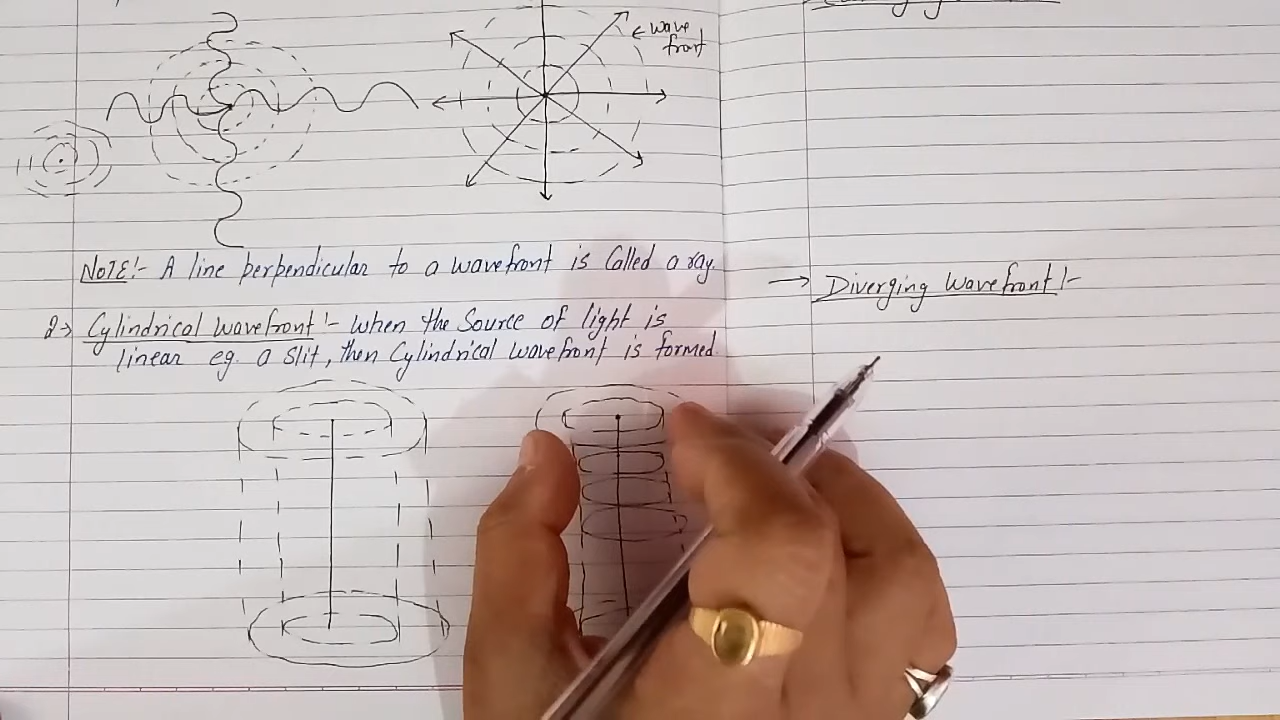 ← wave
front
NOTE:- A line perpendicular to a wavefront is Called a ray.
2→ Cylindrical wavefront:- when the Source of light is
linear eg. a slit, then Cylindrical wavefront is formed.
→ Diverging wavefront:-